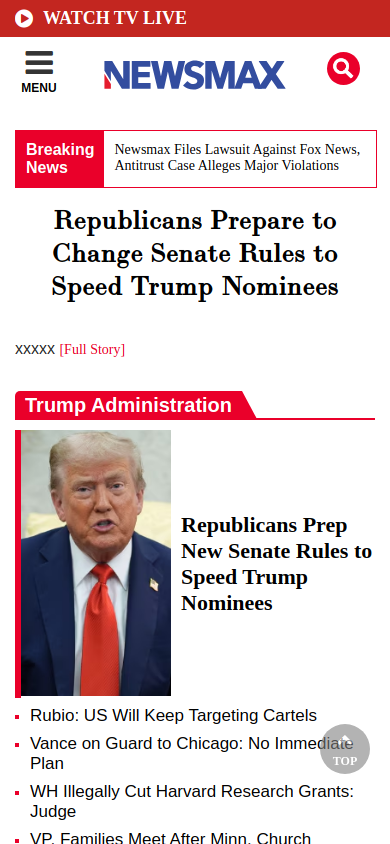 WATCH TV LIVE
MENU
NEWSMAX
Breaking
News
Newsmax Files Lawsuit Against Fox News,
Antitrust Case Alleges Major Violations
Republicans Prepare to
Change Senate Rules to
Speed Trump Nominees
xxxxx [Full Story]
Trump Administration
Republicans Prep
New Senate Rules to
Speed Trump
Nominees
Rubio: US Will Keep Targeting Cartels
Vance on Guard to Chicago: No Immediate
Plan
TOP
WH Illegally Cut Harvard Research Grants:
Judge
VP, Families Meet After Minn. Church